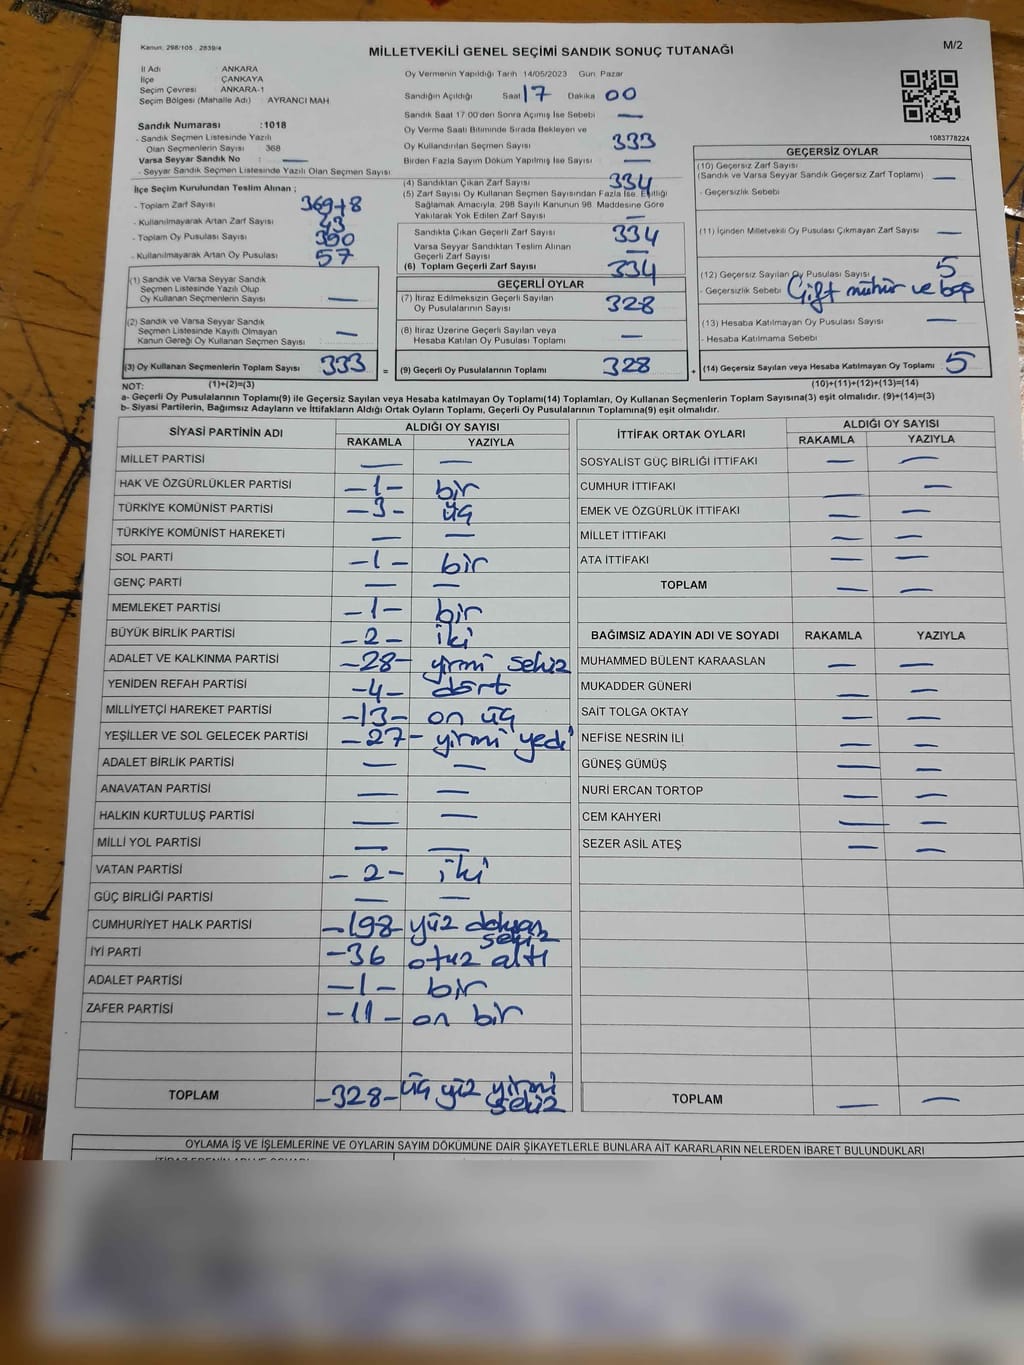 Kanun, 298/105 , 2839/4
MİLLETVEKİLİ GENEL SEÇİMİ SANDIK SONUÇ TUTANAĞI
M/2
İl Adı : ANKARA
İlçe : ÇANKAYA
Seçim Çevresi : ANKARA-1
Seçim Bölgesi (Mahalle Adı) : AYRANCI MAH.
Sandık Numarası :1018
- Sandık Seçmen Listesinde Yazılı
Olan Seçmenlerin Sayısı : 368
Varsa Seyyar Sandık No : —
- Seyyar Sandık Seçmen Listesinde Yazılı Olan Seçmen Sayısı
İlçe Seçim Kurulundan Teslim Alınan ;
- Toplam Zarf Sayısı 369+8
- Kullanılmayarak Artan Zarf Sayısı 43
- Toplam Oy Pusulası Sayısı 390
- Kullanılmayarak Artan Oy Pusulası 57
Oy Vermenin Yapıldığı Tarih 14/05/2023 Gün: Pazar
Sandığın Açıldığı Saat 17 Dakika 00
Sandık Saat 17 00'den Sonra Açımış İse Sebebi —
Oy Verme Saati Bitiminde Sırada Bekleyen ve
Oy Kullandırılan Seçmen Sayısı 333
Birden Fazla Sayım Döküm Yapılmış İse Sayısı —
(4) Sandıktan Çıkan Zarf Sayısı 334
(5) Zarf Sayısı Oy Kullanan Seçmen Sayısından Fazla İse, Eşitliği
Sağlamak Amacıyla, 298 Sayılı Kanunun 98. Maddesine Göre
Yakılarak Yok Edilen Zarf Sayısı —
Sandıkta Çıkan Geçerli Zarf Sayısı 334
Varsa Seyyar Sandıktan Teslim Alınan
Geçerli Zarf Sayısı —
(6) Toplam Geçerli Zarf Sayısı 334
1083778224
GEÇERSİZ OYLAR
(10) Geçersiz Zarf Sayısı
(Sandık ve Varsa Seyyar Sandık Geçersiz Zarf Toplamı) —
- Geçersizlik Sebebi
(11) İçinden Milletvekili Oy Pusulası Çıkmayan Zarf Sayısı —
(12) Geçersiz Sayılan Oy Pusulası Sayısı 5
- Geçersizlik Sebebi Çift mühür ve boş
(13) Hesaba Katılmayan Oy Pusulası Sayısı —
- Hesaba Katılmama Sebebi
(1) Sandık ve Varsa Seyyar Sandık
Seçmen Listesinde Yazılı Olup
Oy Kullanan Seçmenlerin Sayısı —
(2) Sandık ve Varsa Seyyar Sandık
Seçmen Listesinde Kayıtlı Olmayan
Kanun Gereği Oy Kullanan Seçmen Sayısı —
GEÇERLİ OYLAR
(7) İtiraz Edilmeksizin Geçerli Sayılan
Oy Pusulalarının Sayısı 328
(8) İtiraz Üzerine Geçerli Sayılan veya
Hesaba Katılan Oy Pusulası Toplamı —
(3) Oy Kullanan Seçmenlerin Toplam Sayısı 333 = (9) Geçerli Oy Pusulalarının Toplamı 328 + (14) Geçersiz Sayılan veya Hesaba Katılmayan Oy Toplamı 5
NOT: (1)+(2)=(3) (10)+(11)+(12)+(13)=(14)
a- Geçerli Oy Pusulalarının Toplamı(9) ile Geçersiz Sayılan veya Hesaba katılmayan Oy Toplamı(14) Toplamları, Oy Kullanan Seçmenlerin Toplam Sayısına(3) eşit olmalıdır. (9)+(14)=(3)
b- Siyasi Partilerin, Bağımsız Adayların ve İttifakların Aldığı Ortak Oyların Toplamı, Geçerli Oy Pusulalarının Toplamına(9) eşit olmalıdır.
SİYASİ PARTİNİN ADI ALDIĞI OY SAYISI
RAKAMLA YAZIYLA
MİLLET PARTİSİ — —
HAK VE ÖZGÜRLÜKLER PARTİSİ -1- bir
TÜRKİYE KOMÜNİST PARTİSİ -3- üç
TÜRKİYE KOMÜNİST HAREKETİ — —
SOL PARTİ -1- bir
GENÇ PARTİ — —
MEMLEKET PARTİSİ -1- bir
BÜYÜK BİRLİK PARTİSİ -2- iki
ADALET VE KALKINMA PARTİSİ -28- yirmi sekiz
YENİDEN REFAH PARTİSİ -4- dört
MİLLİYETÇİ HAREKET PARTİSİ -13- on üç
YEŞİLLER VE SOL GELECEK PARTİSİ -27- yirmi yedi
ADALET BİRLİK PARTİSİ — —
ANAVATAN PARTİSİ — —
HALKIN KURTULUŞ PARTİSİ — —
MİLLİ YOL PARTİSİ — —
VATAN PARTİSİ -2- iki
GÜÇ BİRLİĞİ PARTİSİ — —
CUMHURİYET HALK PARTİSİ -198 yüz doksan sekiz
İYİ PARTİ -36 otuz altı
ADALET PARTİSİ -1- bir
ZAFER PARTİSİ -11- on bir
TOPLAM -328- üç yüz yirmi sekiz
İTTİFAK ORTAK OYLARI ALDIĞI OY SAYISI
RAKAMLA YAZIYLA
SOSYALİST GÜÇ BİRLİĞİ İTTİFAKI — —
CUMHUR İTTİFAKI — —
EMEK VE ÖZGÜRLÜK İTTİFAKI — —
MİLLET İTTİFAKI — —
ATA İTTİFAKI — —
TOPLAM — —
BAĞIMSIZ ADAYIN ADI VE SOYADI RAKAMLA YAZIYLA
MUHAMMED BÜLENT KARAASLAN — —
MUKADDER GÜNERİ — —
SAİT TOLGA OKTAY — —
NEFİSE NESRİN İLİ — —
GÜNEŞ GÜMÜŞ — —
NURİ ERCAN TORTOP — —
CEM KAHYERİ — —
SEZER ASİL ATEŞ — —
TOPLAM — —
OYLAMA İŞ VE İŞLEMLERİNE VE OYLARIN SAYIM DÖKÜMÜNE DAİR ŞİKAYETLERLE BUNLARA AİT KARARLARIN NELERDEN İBARET BULUNDUKLARI